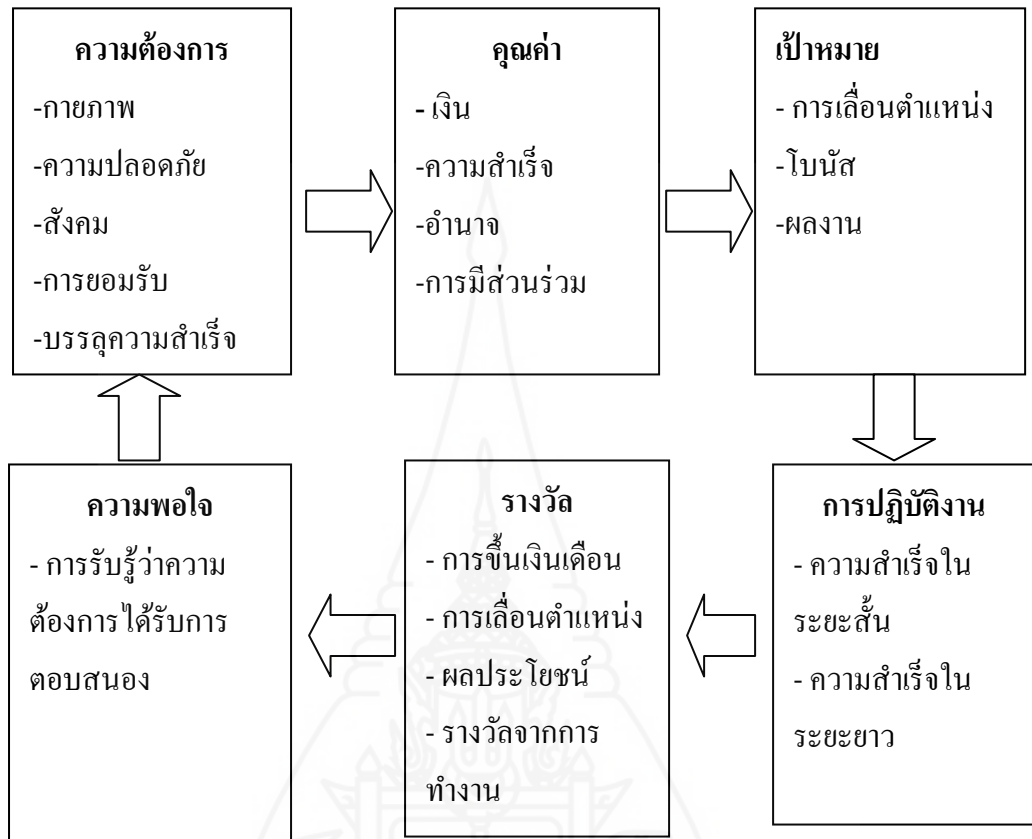 ความต้องการ
-กายภาพ
-ความปลอดภัย
-สังคม
-การยอมรับ
-บรรลุความสำเร็จ
คุณค่า
- เงิน
-ความสำเร็จ
-อำนาจ
-การมีส่วนร่วม
เป้าหมาย
- การเลื่อนตำแหน่ง
-โบนัส
-ผลงาน
การปฏิบัติงาน
- ความสำเร็จใน
ระยะสั้น
- ความสำเร็จใน
ระยะยาว
รางวัล
- การขึ้นเงินเดือน
- การเลื่อนตำแหน่ง
- ผลประโยชน์
- รางวัลจากการ
ทำงาน
ความพอใจ
- การรับรู้ว่าความ
ต้องการได้รับการ
ตอบสนอง